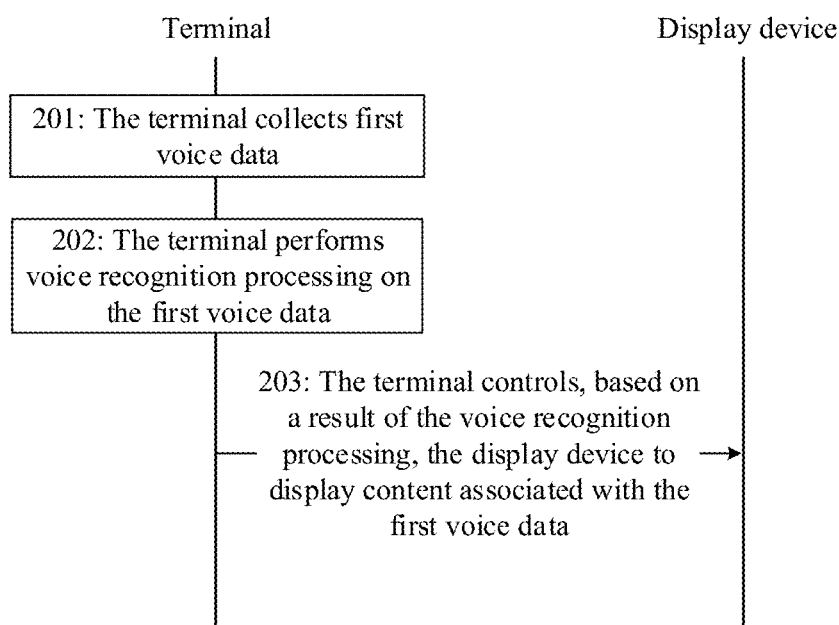 Terminal
Display device
201: The terminal collects first
voice data
202: The terminal performs
voice recognition processing on
the first voice data
203: The terminal controls, based on
a result of the voice recognition
processing, the display device to
display content associated with the
first voice data